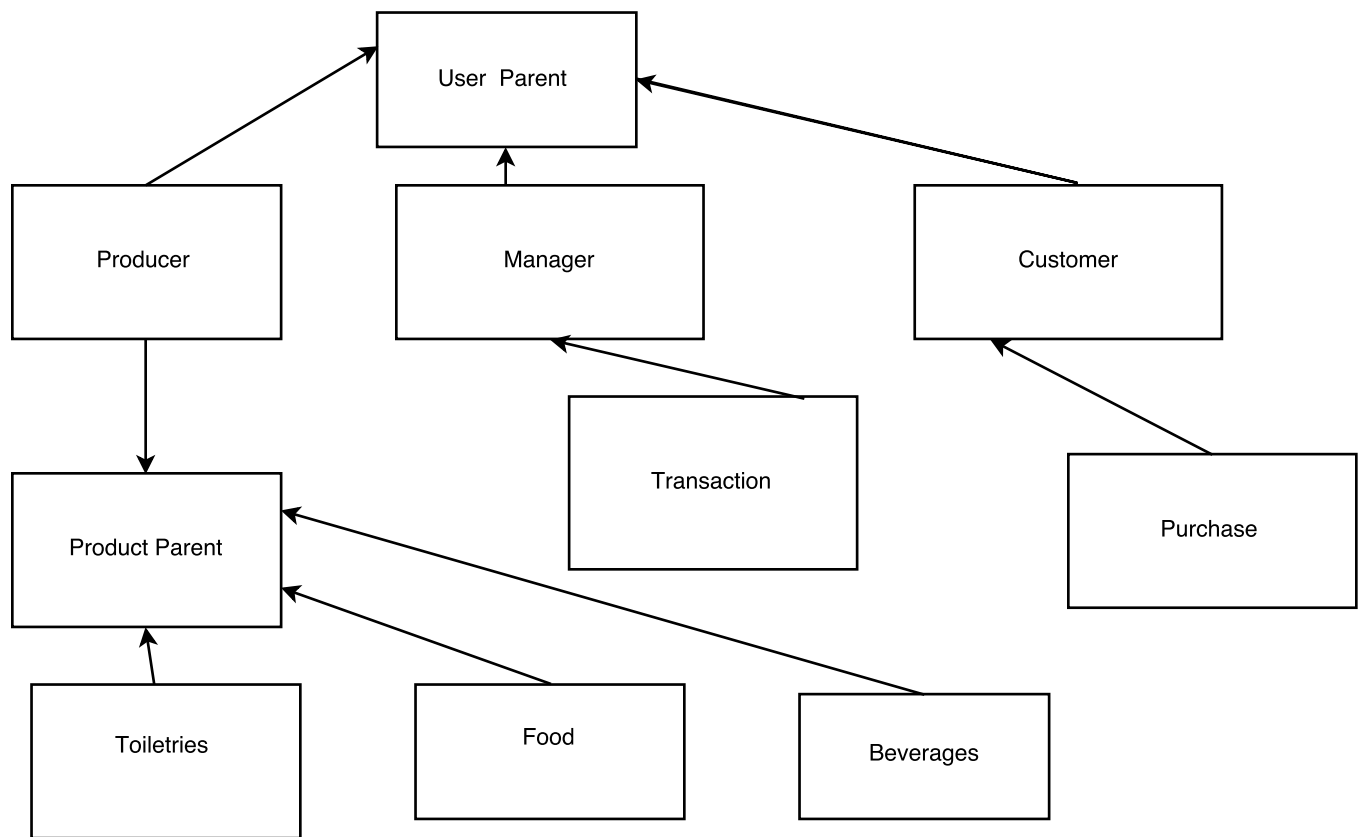 User Parent
Producer
Manager
Customer
Transaction
Purchase
Product Parent
Toiletries
Food
Beverages